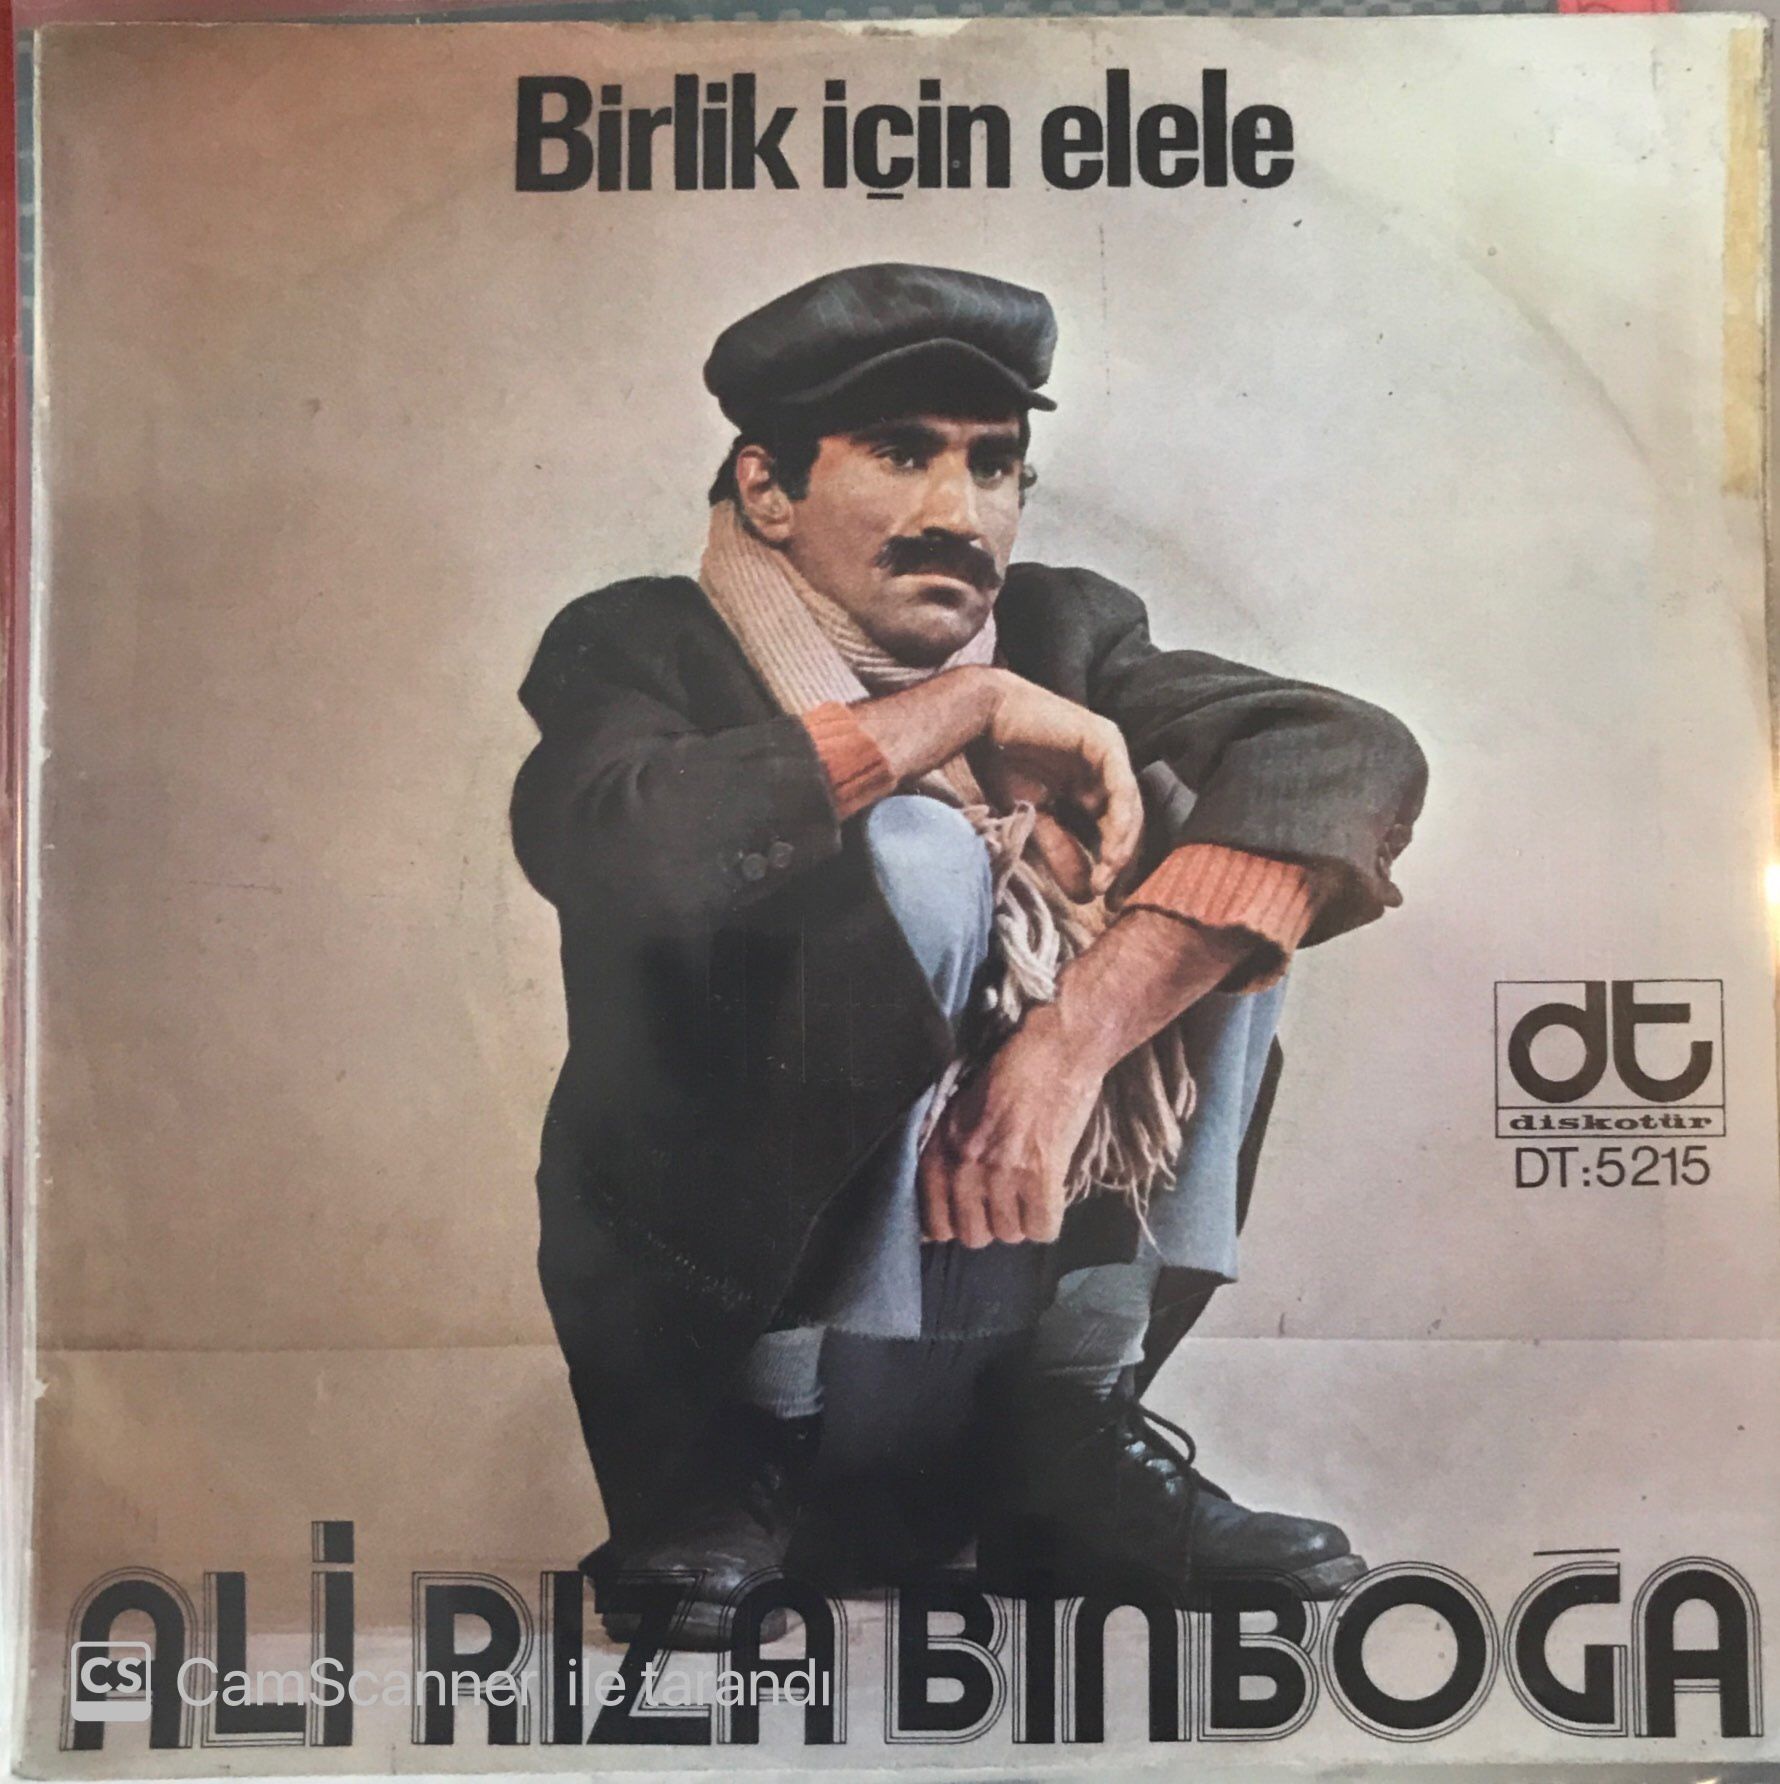 Birlik için elele
dt
diskotür
DT:5215
ALİ RIZA BİNBOĞA
CS CamScanner ile tarandı